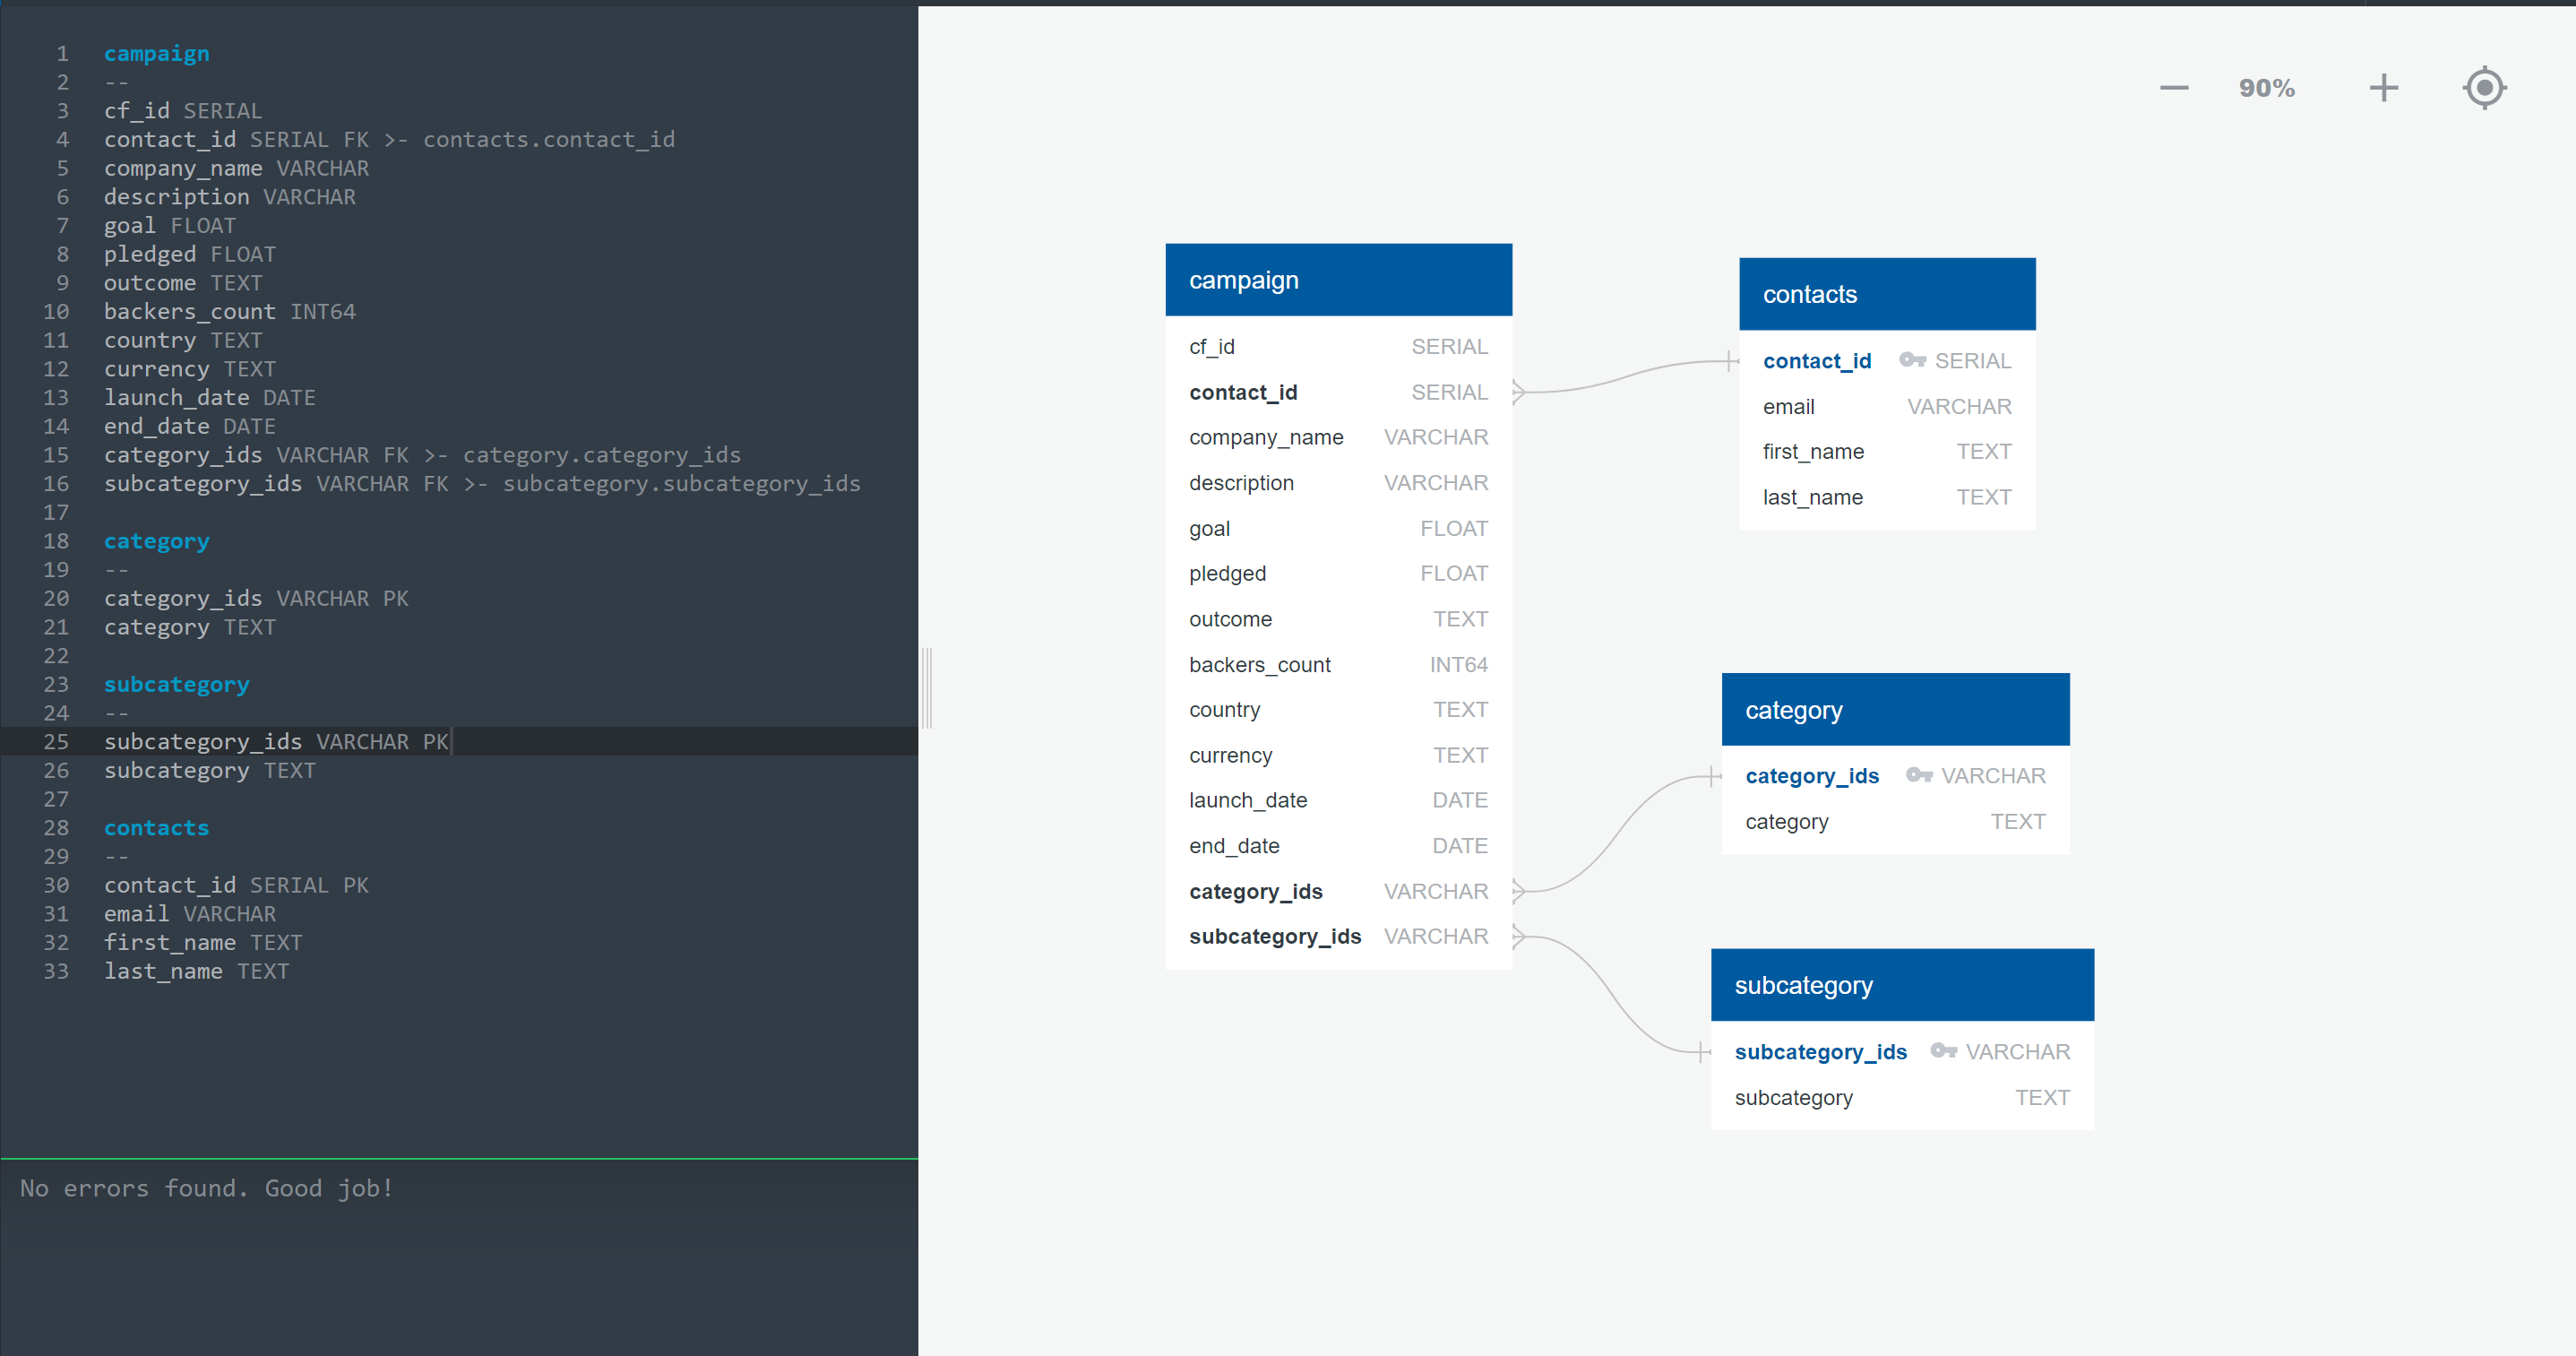 1 campaign
2 --
3 cf_id SERIAL
4 contact_id SERIAL FK >- contacts.contact_id
5 company_name VARCHAR
6 description VARCHAR
7 goal FLOAT
8 pledged FLOAT
9 outcome TEXT
10 backers_count INT64
11 country TEXT
12 currency TEXT
13 launch_date DATE
14 end_date DATE
15 category_ids VARCHAR FK >- category.category_ids
16 subcategory_ids VARCHAR FK >- subcategory.subcategory_ids
17
18 category
19 --
20 category_ids VARCHAR PK
21 category TEXT
22
23 subcategory
24 --
25 subcategory_ids VARCHAR PK
26 subcategory TEXT
27
28 contacts
29 --
30 contact_id SERIAL PK
31 email VARCHAR
32 first_name TEXT
33 last_name TEXT
No errors found. Good job!
90%
campaign
cf_id SERIAL
contact_id SERIAL
company_name VARCHAR
description VARCHAR
goal FLOAT
pledged FLOAT
outcome TEXT
backers_count INT64
country TEXT
currency TEXT
launch_date DATE
end_date DATE
category_ids VARCHAR
subcategory_ids VARCHAR
contacts
contact_id SERIAL
email VARCHAR
first_name TEXT
last_name TEXT
category
category_ids VARCHAR
category TEXT
subcategory
subcategory_ids VARCHAR
subcategory TEXT